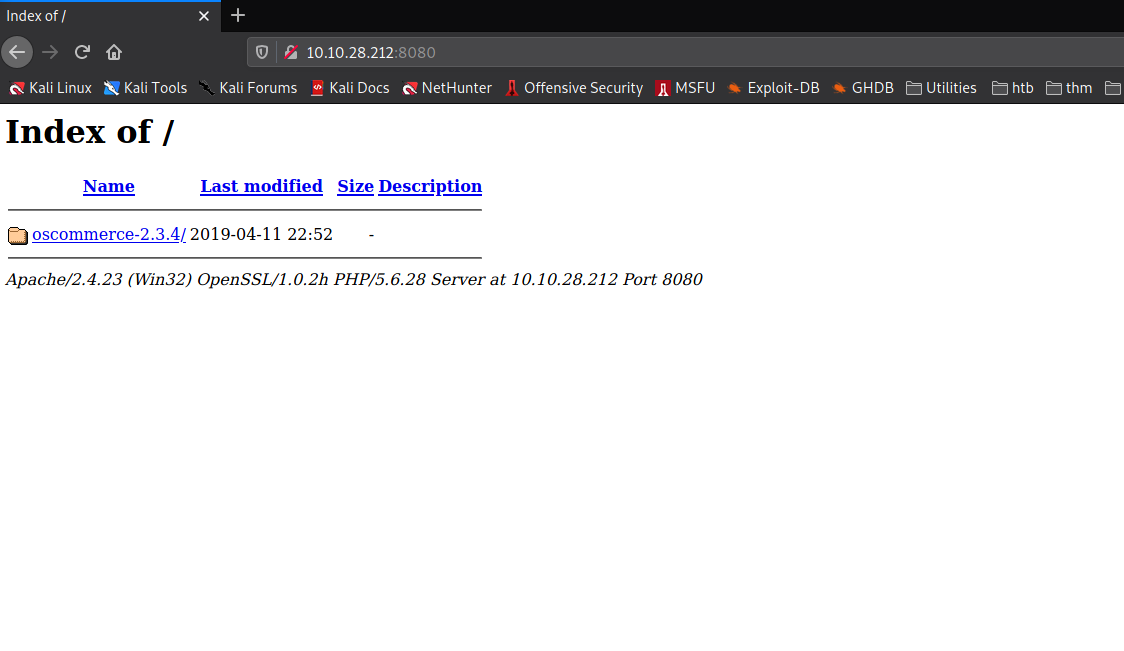 Index of /
10.10.28.212:8080
Kali Linux Kali Tools Kali Forums Kali Docs NetHunter Offensive Security MSFU Exploit-DB GHDB Utilities htb thm
Index of /
Name Last modified Size Description
oscommerce-2.3.4/ 2019-04-11 22:52 -
Apache/2.4.23 (Win32) OpenSSL/1.0.2h PHP/5.6.28 Server at 10.10.28.212 Port 8080